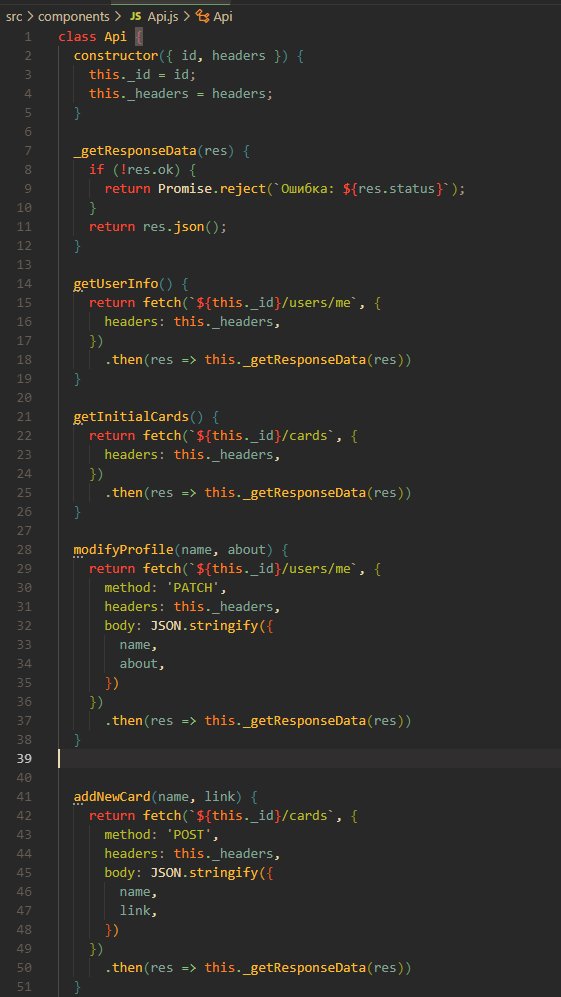 src > components > JS Api.js > Api
1 class Api {
2 constructor({ id, headers }) {
3 this._id = id;
4 this._headers = headers;
5 }
6
7 _getResponseData(res) {
8 if (!res.ok) {
9 return Promise.reject(`Ошибка: ${res.status}`);
10 }
11 return res.json();
12 }
13
14 getUserInfo() {
15 return fetch(`${this._id}/users/me`, {
16 headers: this._headers,
17 })
18 .then(res => this._getResponseData(res))
19 }
20
21 getInitialCards() {
22 return fetch(`${this._id}/cards`, {
23 headers: this._headers,
24 })
25 .then(res => this._getResponseData(res))
26 }
27
28 modifyProfile(name, about) {
29 return fetch(`${this._id}/users/me`, {
30 method: 'PATCH',
31 headers: this._headers,
32 body: JSON.stringify({
33 name,
34 about,
35 })
36 })
37 .then(res => this._getResponseData(res))
38 }
39
40
41 addNewCard(name, link) {
42 return fetch(`${this._id}/cards`, {
43 method: 'POST',
44 headers: this._headers,
45 body: JSON.stringify({
46 name,
47 link,
48 })
49 })
50 .then(res => this._getResponseData(res))
51 }